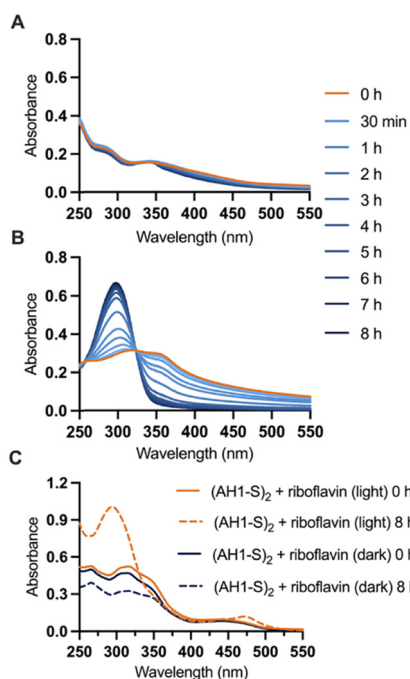 A
0.8
0.6
0.4
0.2
0.0
Absorbance
250 300 350 400 450 500 550
Wavelength (nm)
0 h
30 min
1 h
2 h
3 h
4 h
5 h
6 h
7 h
8 h
B
0.8
0.6
0.4
0.2
0.0
Absorbance
250 300 350 400 450 500 550
Wavelength (nm)
C
1.2
0.9
0.6
0.3
0.0
Absorbance
250 300 350 400 450 500 550
Wavelength (nm)
(AH1-S)2 + riboflavin (light) 0 h
(AH1-S)2 + riboflavin (light) 8 h
(AH1-S)2 + riboflavin (dark) 0 h
(AH1-S)2 + riboflavin (dark) 8 h